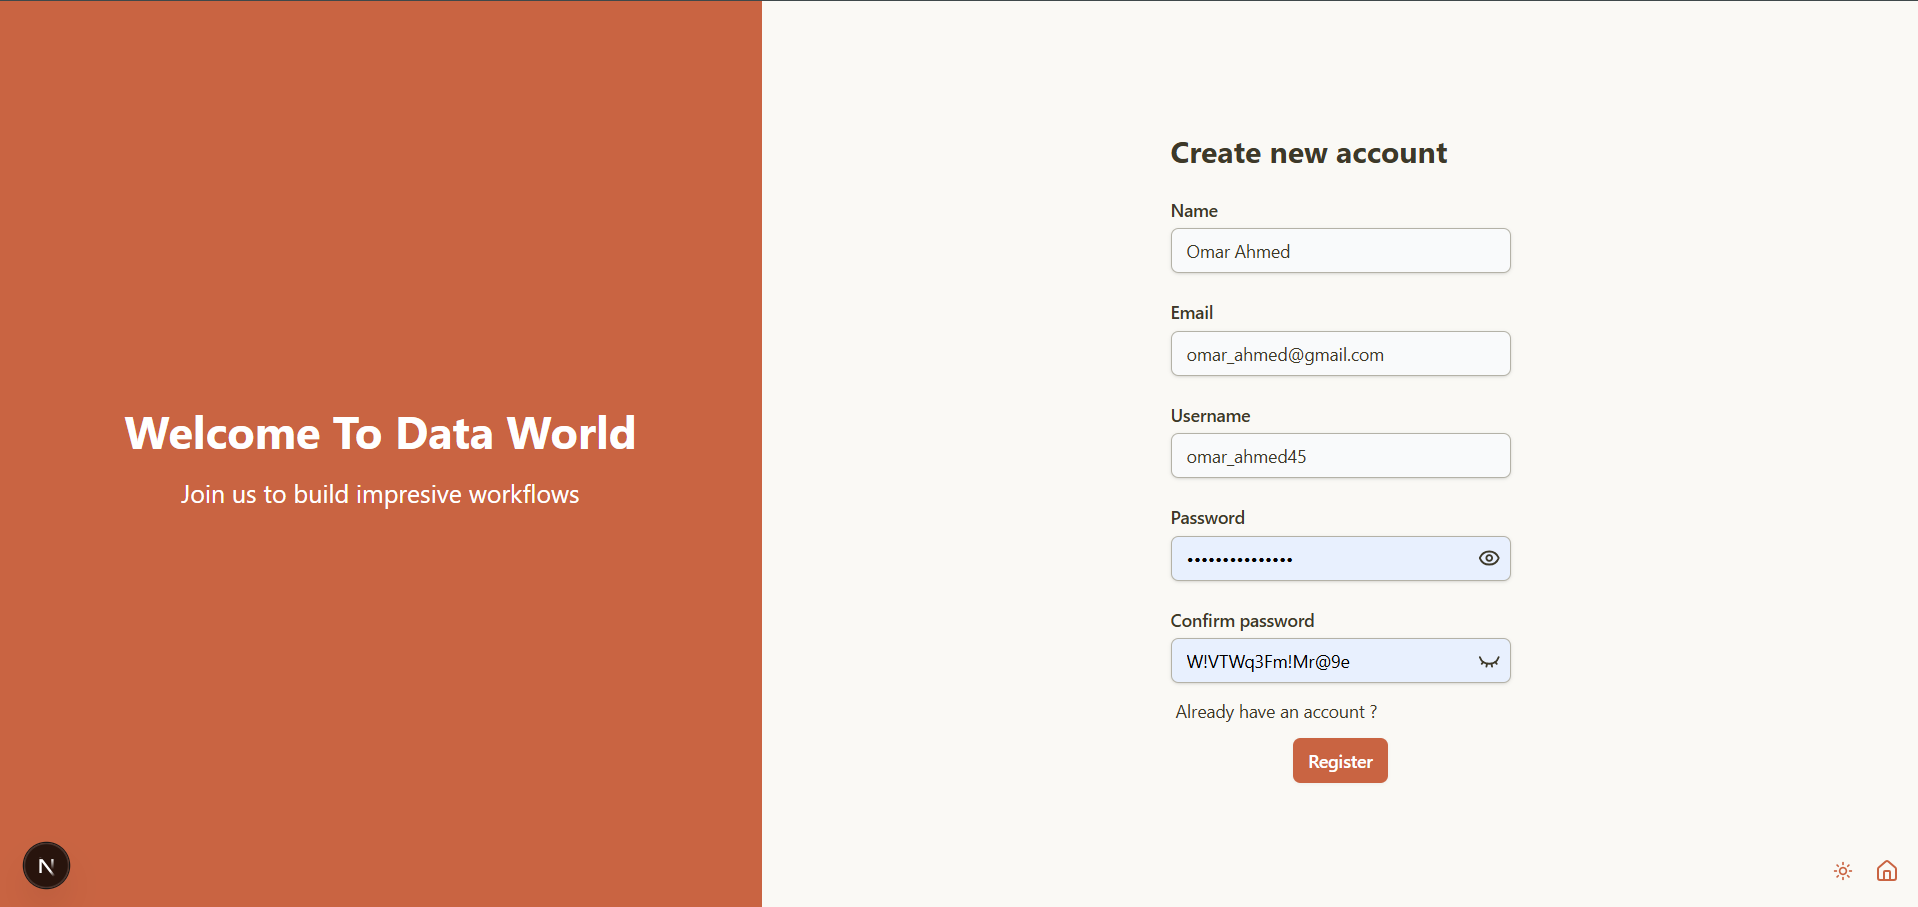 Welcome To Data World
Join us to build impresive workflows
Create new account
Name
Omar Ahmed
Email
omar_ahmed@gmail.com
Username
omar_ahmed45
Password
•••••••••••••••
Confirm password
W!VTWq3Fm!Mr@9e
Already have an account ?
Register
N